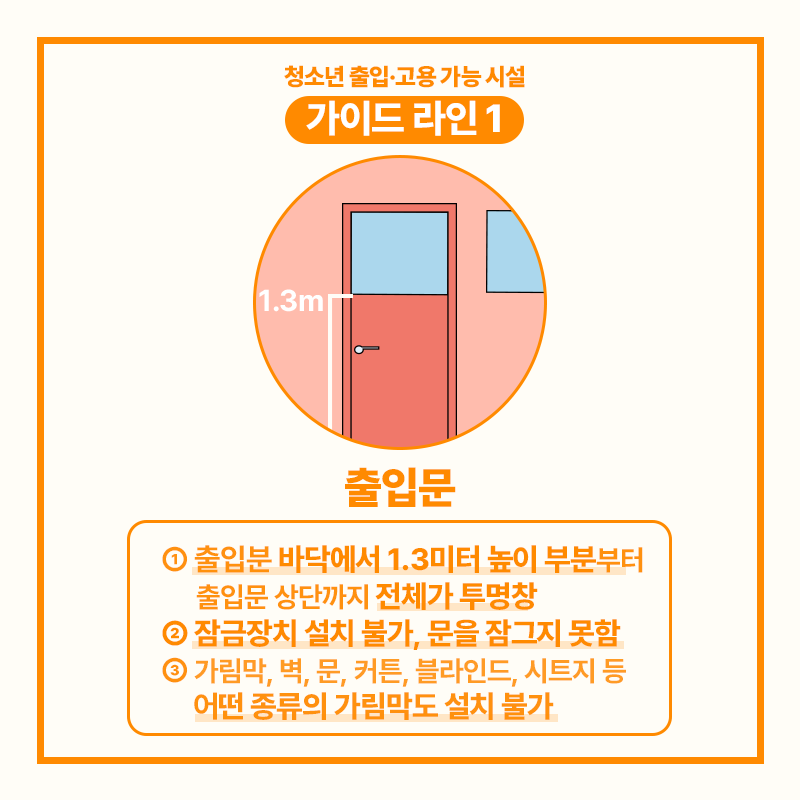 청소년 출입·고용 가능 시설
가이드 라인 1
1.3m
출입문
① 출입분 바닥에서 1.3미터 높이 부분부터
출입문 상단까지 전체가 투명창
② 잠금장치 설치 불가, 문을 잠그지 못함
③ 가림막, 벽, 문, 커튼, 블라인드, 시트지 등
어떤 종류의 가림막도 설치 불가